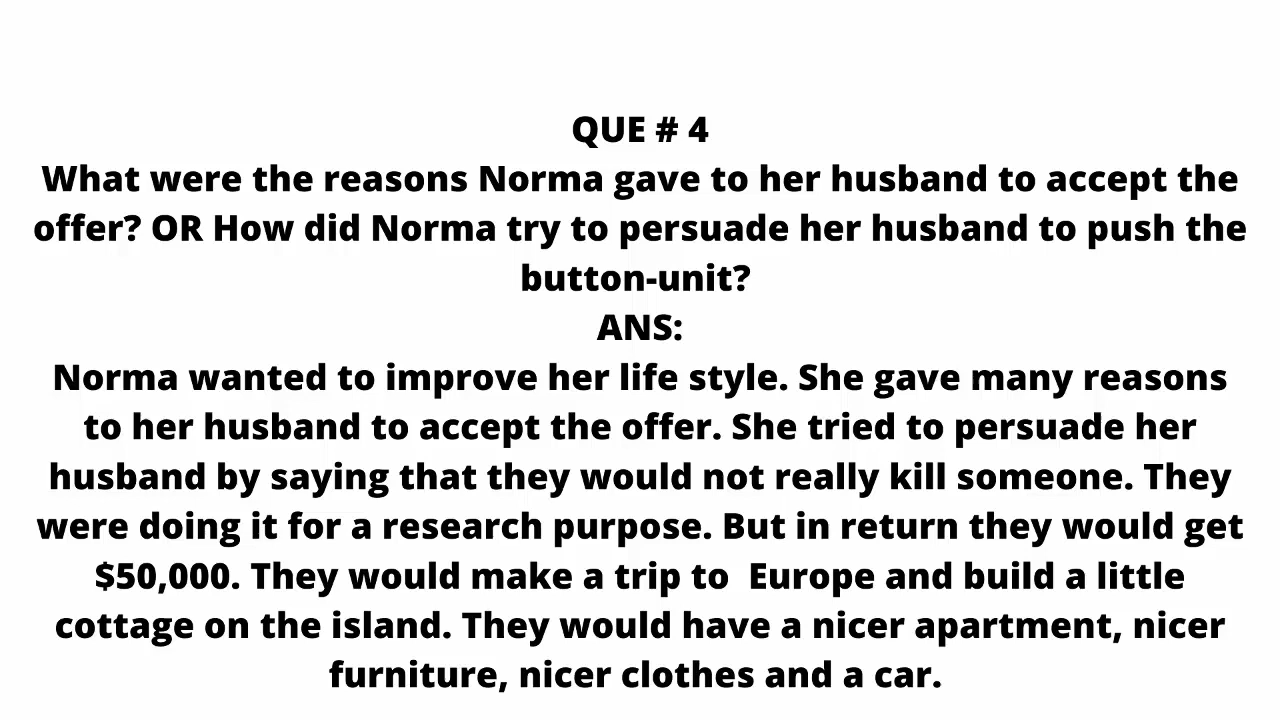 QUE # 4
What were the reasons Norma gave to her husband to accept the
offer? OR How did Norma try to persuade her husband to push the
button-unit?
ANS:
Norma wanted to improve her life style. She gave many reasons
to her husband to accept the offer. She tried to persuade her
husband by saying that they would not really kill someone. They
were doing it for a research purpose. But in return they would get
$50,000. They would make a trip to  Europe and build a little
cottage on the island. They would have a nicer apartment, nicer
furniture, nicer clothes and a car.